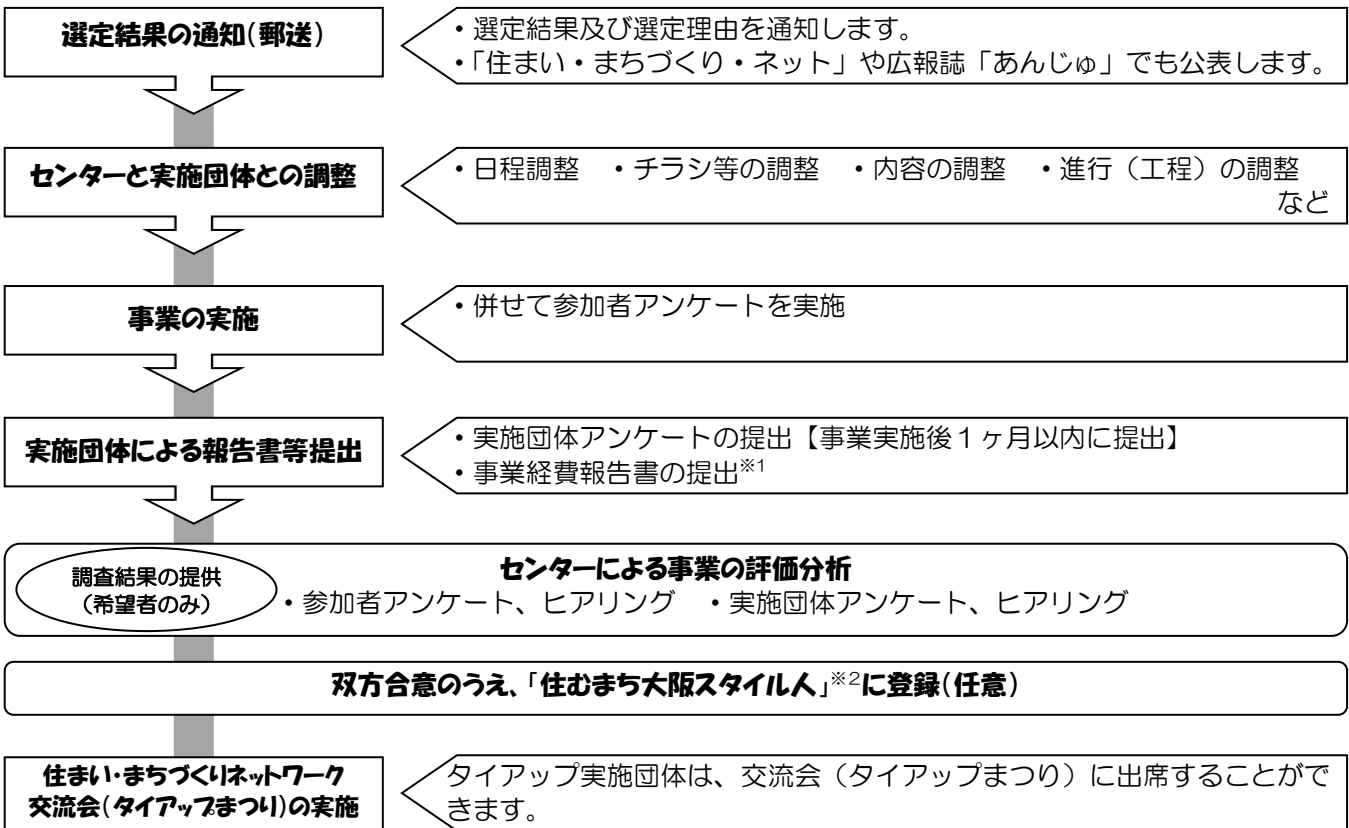 選定結果の通知(郵送)
・選定結果及び選定理由を通知します。
・「住まい・まちづくり・ネット」や広報誌「あんじゅ」でも公表します。
センターと実施団体との調整
・日程調整　・チラシ等の調整　・内容の調整　・進行（工程）の調整
など
事業の実施
・併せて参加者アンケートを実施
実施団体による報告書等提出
・実施団体アンケートの提出【事業実施後１ヶ月以内に提出】
・事業経費報告書の提出※1
調査結果の提供
（希望者のみ）
センターによる事業の評価分析
・参加者アンケート、ヒアリング　・実施団体アンケート、ヒアリング
双方合意のうえ、「住むまち大阪スタイル人」※2に登録(任意)
住まい・まちづくりネットワーク
交流会(タイアップまつり)の実施
タイアップ実施団体は、交流会（タイアップまつり）に出席することがで
きます。